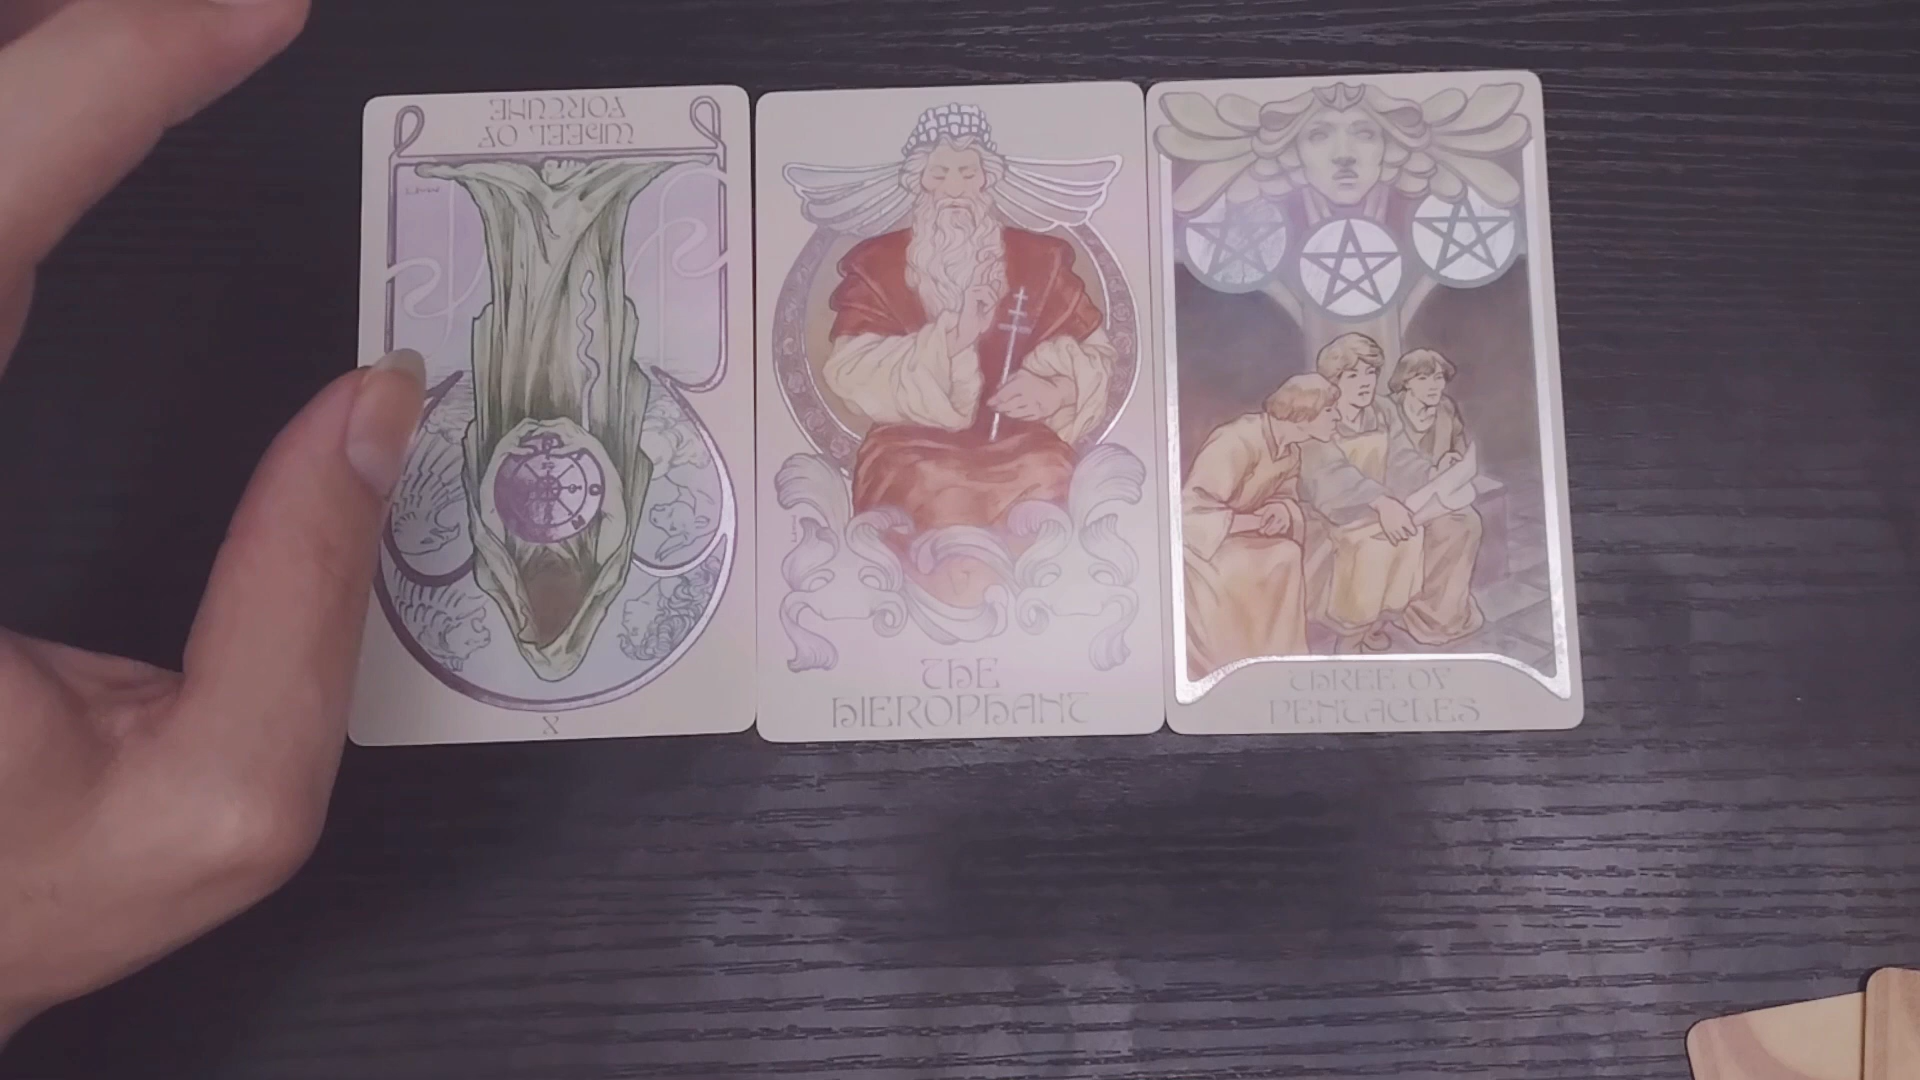 X
WHEEL OF
FORTUNE
THE
HIEROPHANT
THREE OF
PENTACLES